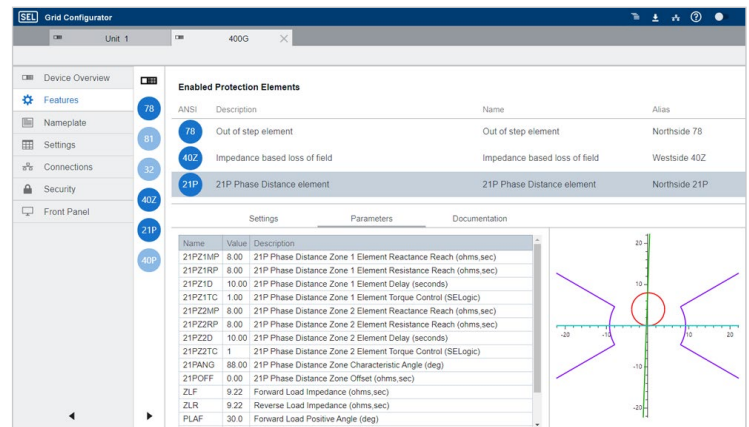 SEL Grid Configurator
Unit 1
400G
Device Overview
Features
Nameplate
Settings
Connections
Security
Front Panel
78
81
32
40Z
21P
40P
Enabled Protection Elements
ANSI Description Name Alias
78 Out of step element Out of step element Northside 78
40Z Impedance based loss of field Impedance based loss of field Westside 40Z
21P 21P Phase Distance element 21P Phase Distance element Northside 21P
Settings Parameters Documentation
Name Value Description
21PZ1MP 8.00 21P Phase Distance Zone 1 Element Reactance Reach (ohms,sec)
21PZ1RP 8.00 21P Phase Distance Zone 1 Element Resistance Reach (ohms,sec)
21PZ1D 10.00 21P Phase Distance Zone 1 Element Delay (seconds)
21PZ1TC 1.00 21P Phase Distance Zone 1 Element Torque Control (SELogic)
21PZ2MP 8.00 21P Phase Distance Zone 2 Element Reactance Reach (ohms,sec)
21PZ2RP 8.00 21P Phase Distance Zone 2 Element Resistance Reach (ohms,sec)
21PZ2D 10.00 21P Phase Distance Zone 2 Element Delay (seconds)
21PZ2TC 1 21P Phase Distance Zone 2 Element Torque Control (SELogic)
21PANG 88.00 21P Phase Distance Zone Characteristic Angle (deg)
21POFF 0.00 21P Phase Distance Zone Offset (ohms,sec)
ZLF 9.22 Forward Load Impedance (ohms,sec)
ZLR 9.22 Reverse Load Impedance (ohms,sec)
PLAF 30.0 Forward Load Positive Angle (deg)
20
10
-20 -10 10 20
-10
-20